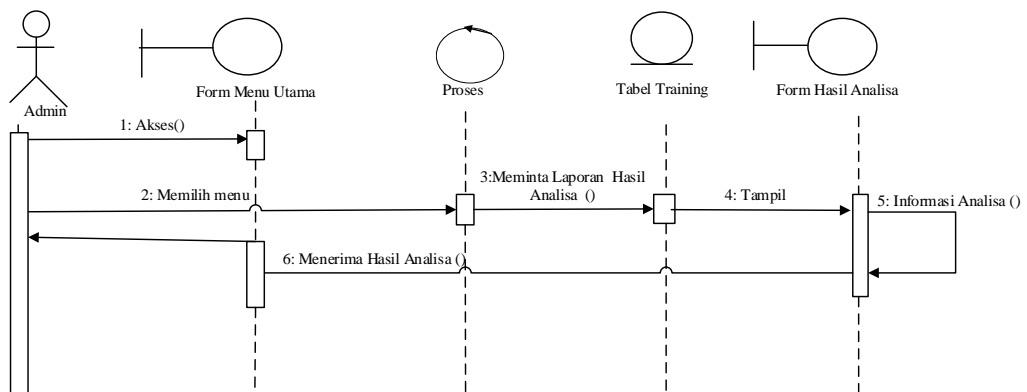 Form Menu Utama
Proses
Tabel Training
Form Hasil Analisa
Admin
1: Akses()
2: Memilih menu
3:Meminta Laporan Hasil
Analisa ()
4: Tampil
5: Informasi Analisa ()
6: Menerima Hasil Analisa ()